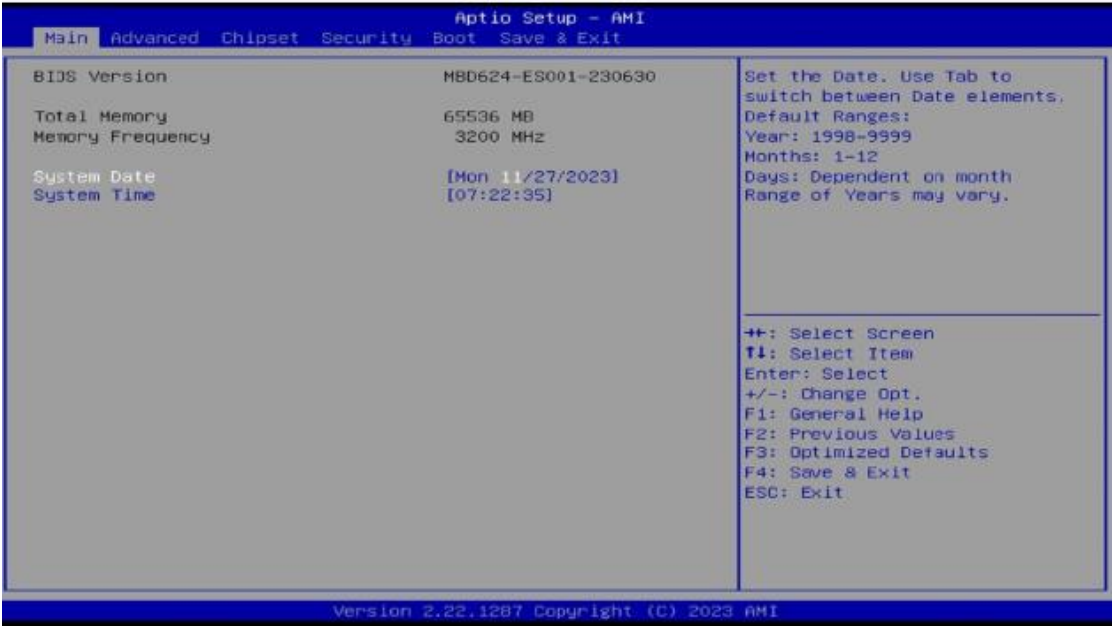 Aptio Setup - AMI
Main Advanced Chipset Security Boot Save & Exit
BIOS Version MBD624-ES001-230630
Total Memory 65536 MB
Memory Frequency 3200 MHz
System Date [Mon 11/27/2023]
System Time [07:22:35]
Set the Date. Use Tab to
switch between Date elements.
Default Ranges:
Year: 1998-9999
Months: 1-12
Days: Dependent on month
Range of Years may vary.
→←: Select Screen
↑↓: Select Item
Enter: Select
+/-: Change Opt.
F1: General Help
F2: Previous Values
F3: Optimized Defaults
F4: Save & Exit
ESC: Exit
Version 2.22.1287 Copyright (C) 2023 AMI